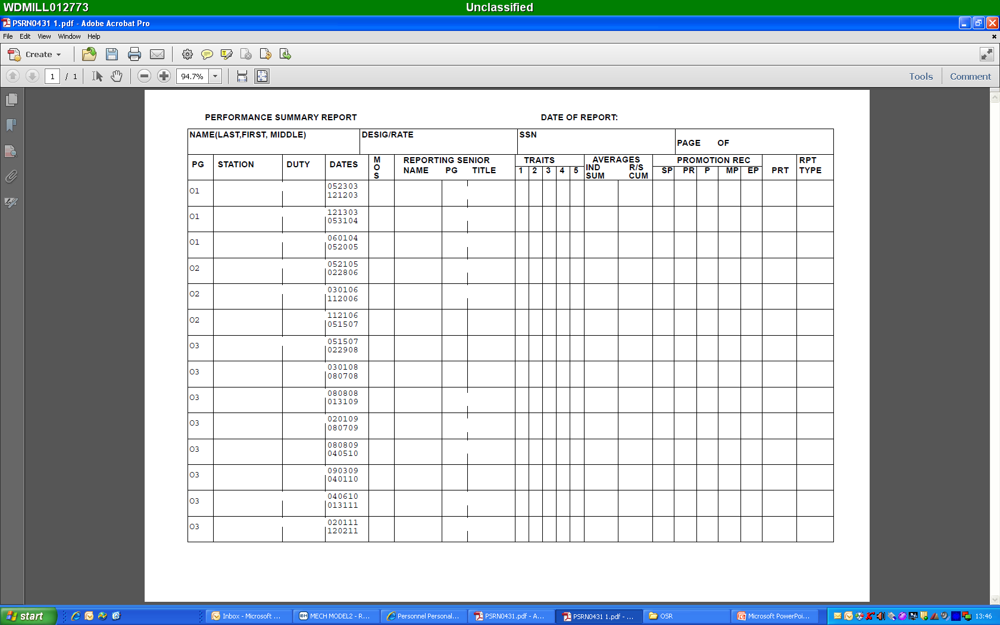 WDMILL012773 Unclassified
PSRN0431 1.pdf - Adobe Acrobat Pro
File Edit View Window Help
Create
1 / 1 94.7% Tools Comment
PERFORMANCE SUMMARY REPORT DATE OF REPORT:
NAME(LAST,FIRST, MIDDLE) DESIG/RATE SSN
PAGE OF
PG STATION DUTY DATES MOS REPORTING SENIOR TRAITS AVERAGES PROMOTION REC RPT
NAME PG TITLE 1 2 3 4 5 IND R/S SP PR P MP EP PRT TYPE
SUM CUM
O1 052303
121203
O1 121303
053104
O1 060104
052005
O2 052105
022806
O2 030106
112006
O2 112106
051507
O3 051507
022908
O3 030108
080708
O3 080808
013109
O3 020109
080709
O3 080809
040510
O3 090309
040110
O3 040610
013111
O3 020111
120211
start Inbox - Microsoft ... IBM MECH MODEL2 - R... Personnel Personal... PSRN0431.pdf - A... PSRN0431 1.pdf - ... OSR Microsoft PowerPoi... 13:46